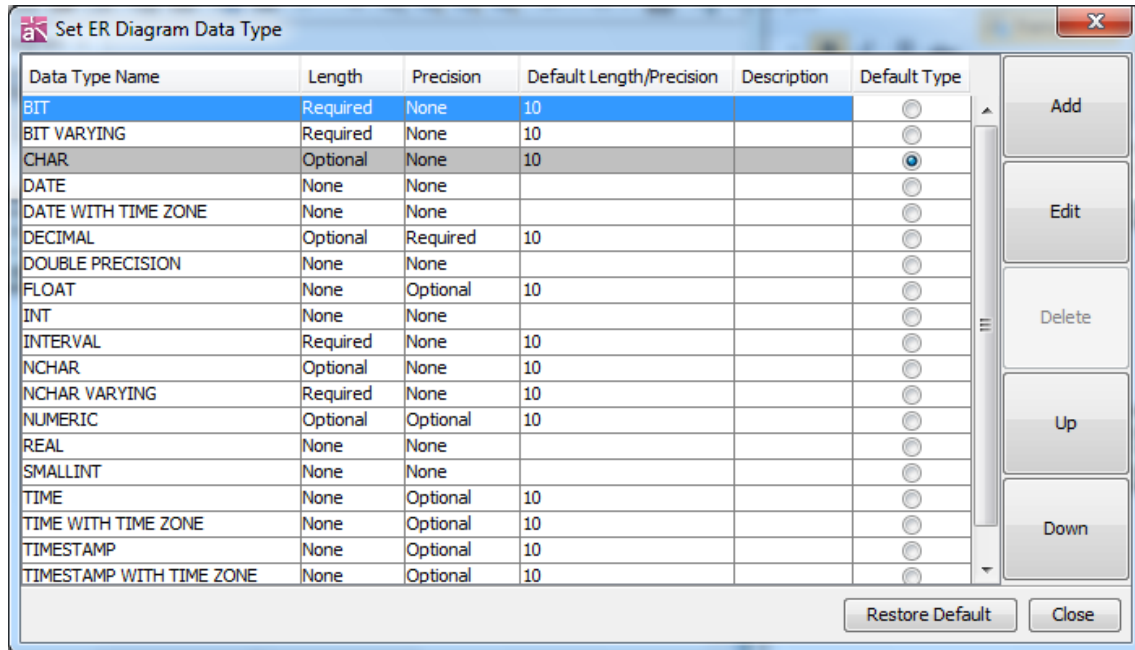 Set ER Diagram Data Type
Data Type Name Length Precision Default Length/Precision Description Default Type
BIT Required None 10
BIT VARYING Required None 10
CHAR Optional None 10
DATE None None
DATE WITH TIME ZONE None None
DECIMAL Optional Required 10
DOUBLE PRECISION None None
FLOAT None Optional 10
INT None None
INTERVAL Required None 10
NCHAR Optional None 10
NCHAR VARYING Required None 10
NUMERIC Optional Optional 10
REAL None None
SMALLINT None None
TIME None Optional 10
TIME WITH TIME ZONE None Optional 10
TIMESTAMP None Optional 10
TIMESTAMP WITH TIME ZONE None Optional 10
Add
Edit
Delete
Up
Down
Restore Default Close